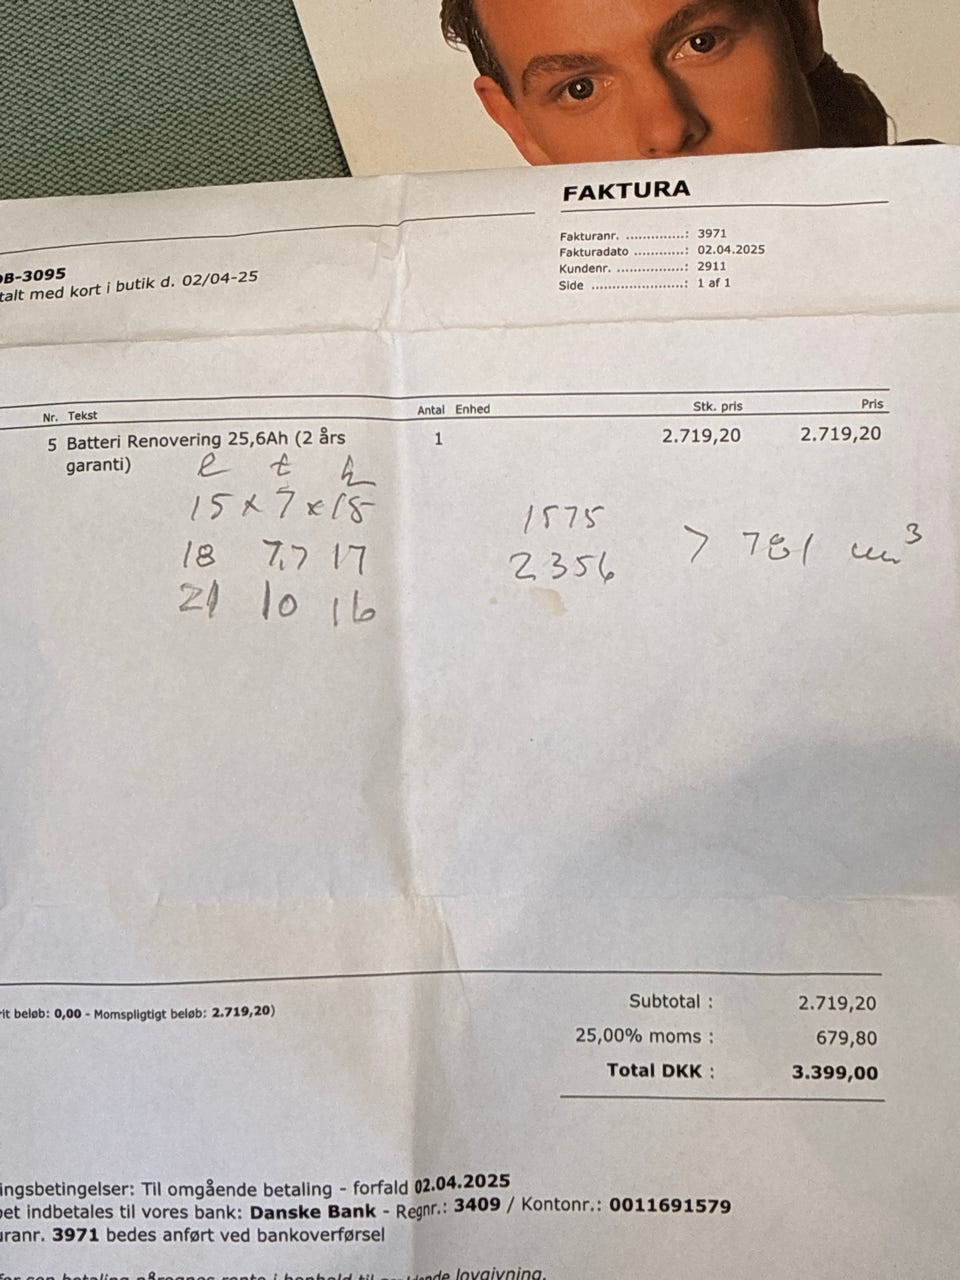 FAKTURA
Fakturanr. ..............: 3971
Fakturadato ............: 02.04.2025
Kundenr. .................: 2911
Side .......................: 1 af 1
OB-3095
talt med kort i butik d. 02/04-25
Nr. Tekst Antal Enhed Stk. pris Pris
5 Batteri Renovering 25,6Ah (2 års 1 2.719,20 2.719,20
garanti)
l t h
15 x 7 x 15 1575
18 7,7 17 2356 > 781 cm³
21 10 16
Subtotal : 2.719,20
rit beløb: 0,00 - Momspligtigt beløb: 2.719,20)
25,00% moms : 679,80
Total DKK : 3.399,00
ingsbetingelser: Til omgående betaling - forfald 02.04.2025
bet indbetales til vores bank: Danske Bank - Regnr.: 3409 / Kontonr.: 0011691579
uranr. 3971 bedes anført ved bankoverførsel
lovgivning.